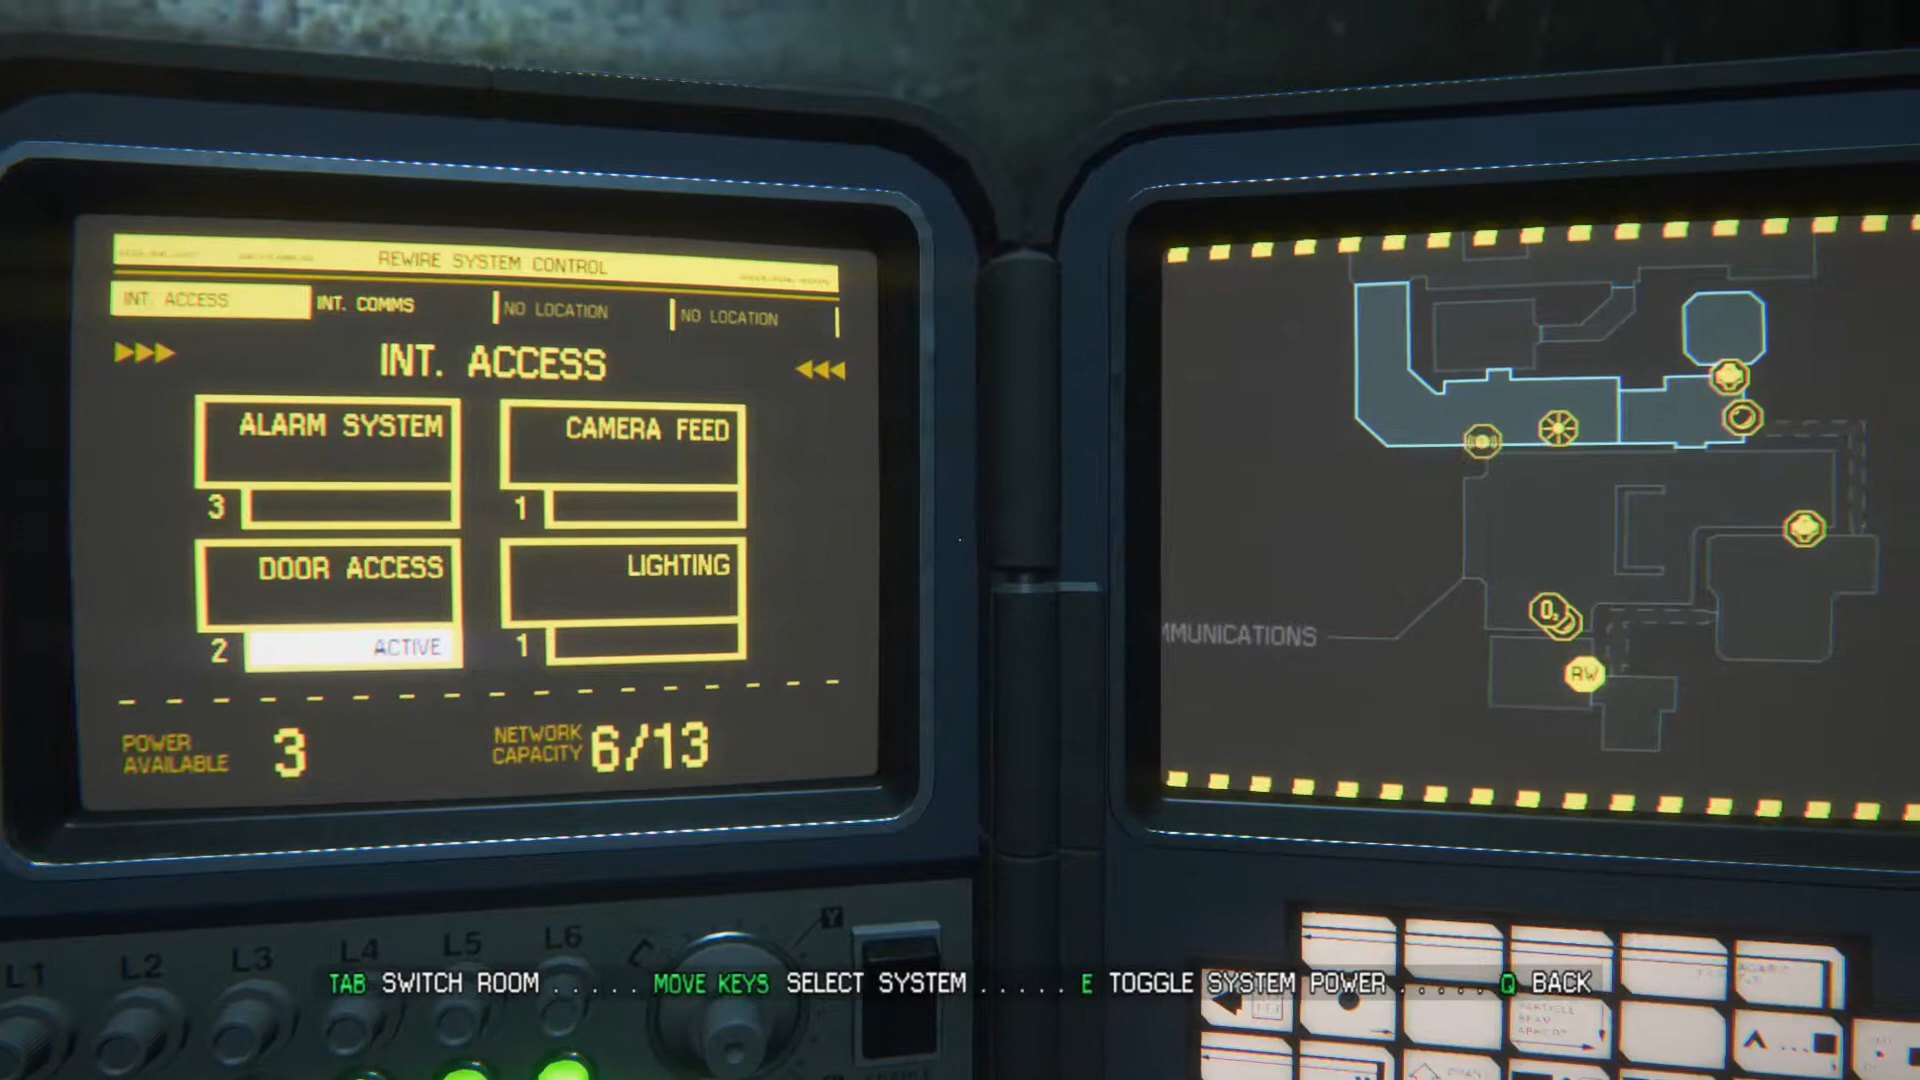 REWIRE SYSTEM CONTROL
INT. ACCESS
INT. COMMS
NO LOCATION
NO LOCATION
INT. ACCESS
ALARM SYSTEM
3
CAMERA FEED
1
DOOR ACCESS
2
ACTIVE
LIGHTING
1
POWER AVAILABLE 3
NETWORK CAPACITY 6/13
MMUNICATIONS
RW
L1 L2 L3 L4 L5 L6
Y
TAB SWITCH ROOM ..... MOVE KEYS SELECT SYSTEM ..... E TOGGLE SYSTEM POWER ..... Q BACK